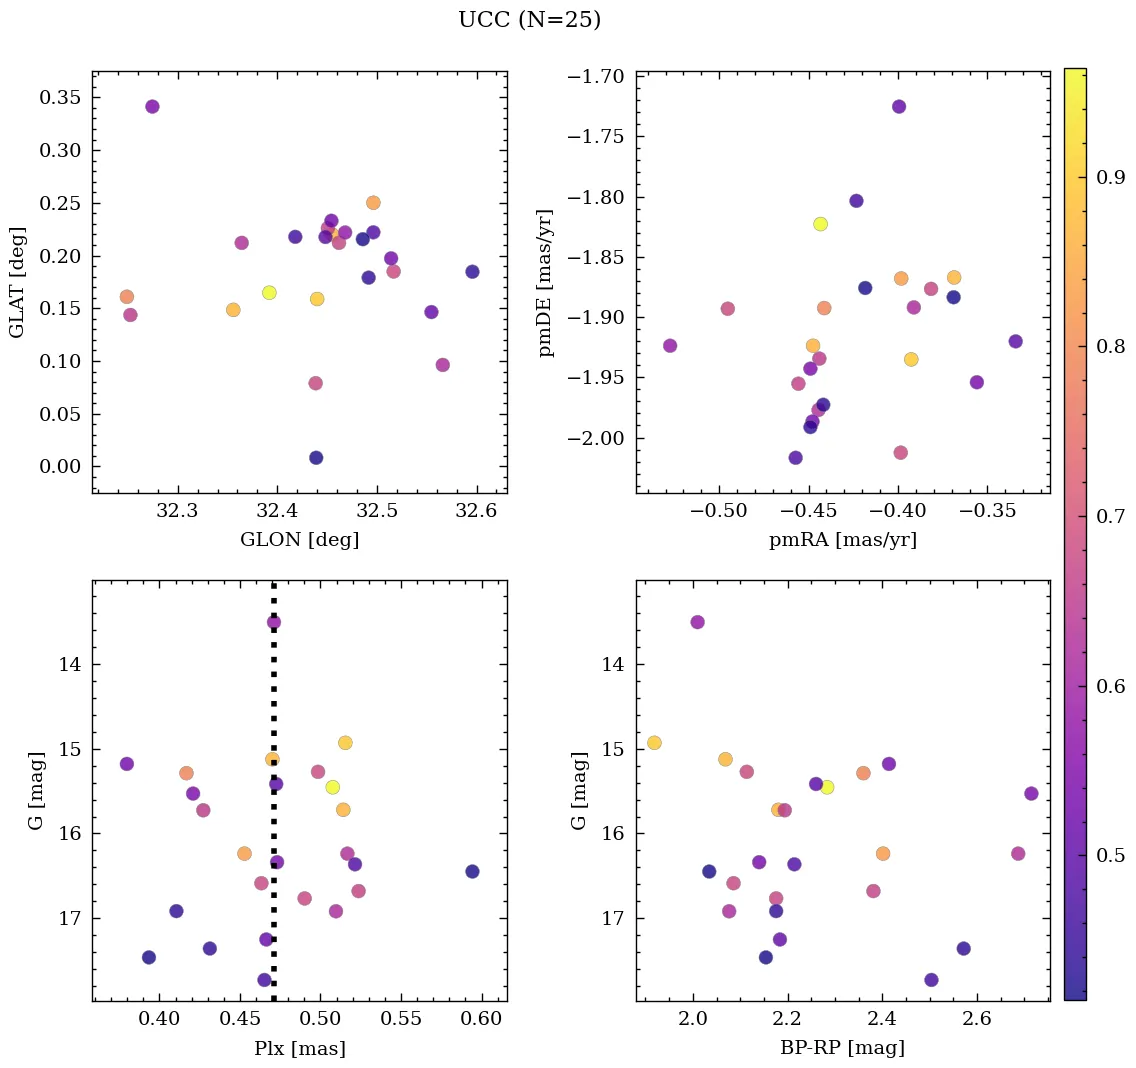 UCC (N=25)
0.35
0.30
0.25
0.20
0.15
0.10
0.05
0.00
GLAT [deg]
32.3 32.4 32.5 32.6
GLON [deg]
−1.70
−1.75
−1.80
−1.85
−1.90
−1.95
−2.00
pmDE [mas/yr]
−0.50 −0.45 −0.40 −0.35
pmRA [mas/yr]
14
15
16
17
G [mag]
0.40 0.45 0.50 0.55 0.60
Plx [mas]
14
15
16
17
G [mag]
2.0 2.2 2.4 2.6
BP-RP [mag]
0.9
0.8
0.7
0.6
0.5